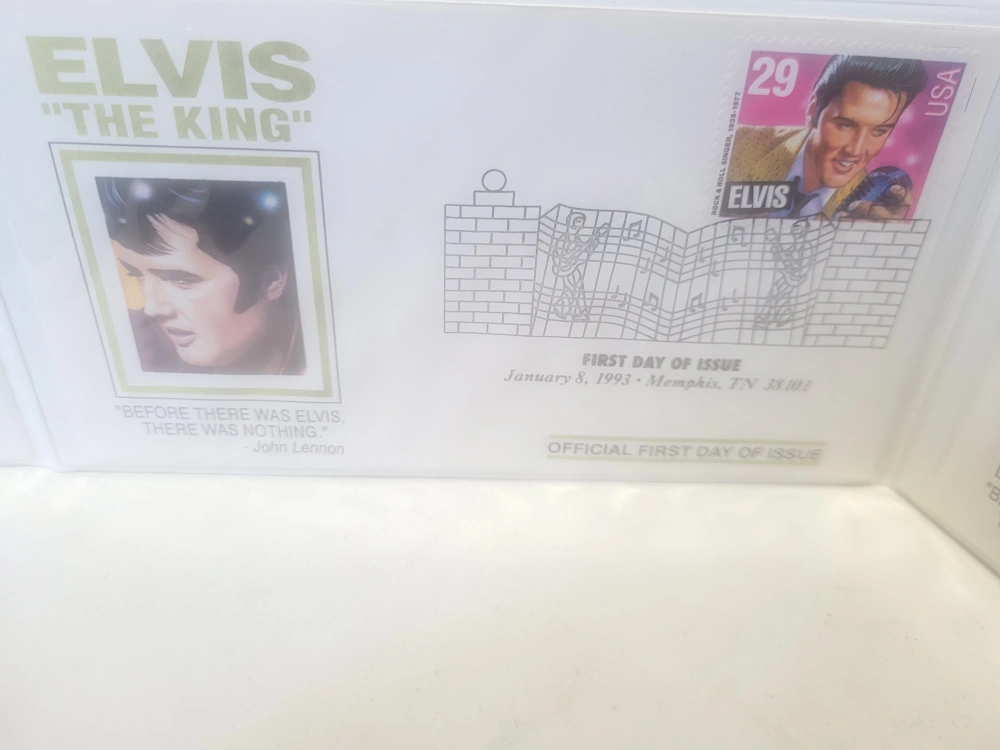 ELVIS
"THE KING"
"BEFORE THERE WAS ELVIS,
THERE WAS NOTHING."
- John Lennon
29
USA
ROCK & ROLL SINGER, 1935-1977
ELVIS
FIRST DAY OF ISSUE
January 8, 1993 • Memphis, TN 38101
OFFICIAL FIRST DAY OF ISSUE